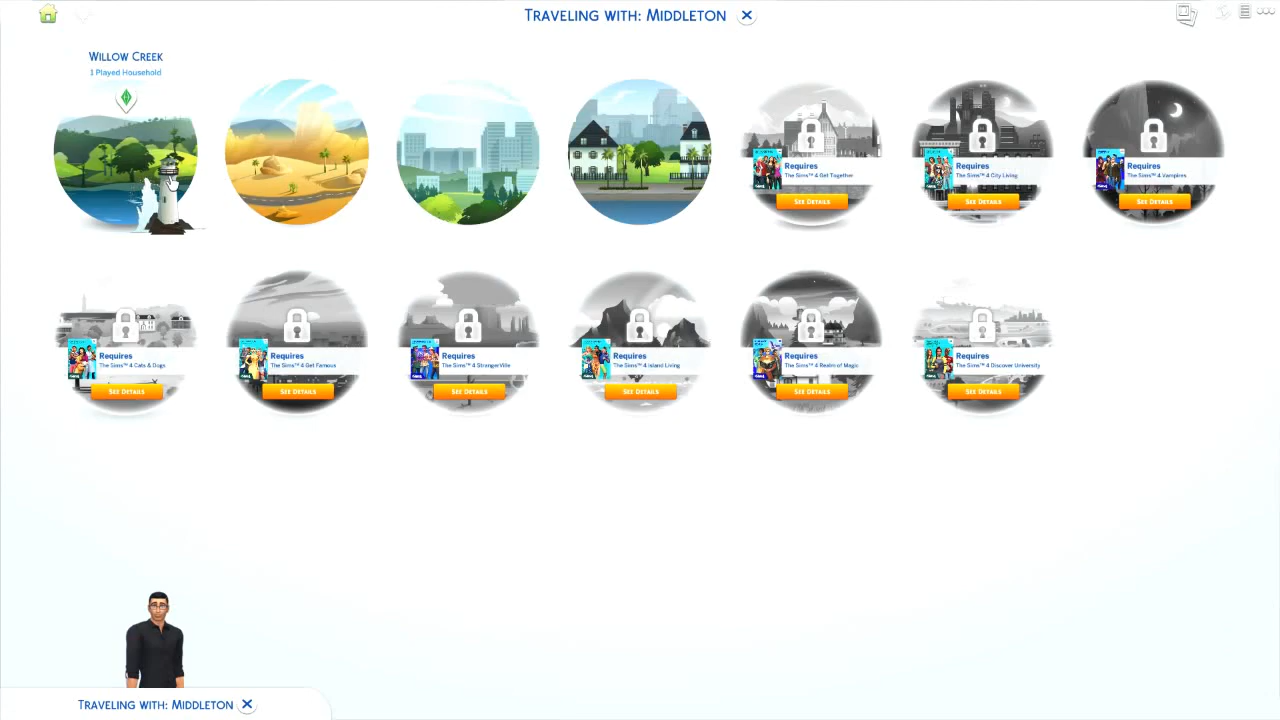 TRAVELING WITH: MIDDLETON
WILLOW CREEK
1 Played Household
Requires
The Sims™ 4 Get Together
SEE DETAILS
Requires
The Sims™ 4 City Living
SEE DETAILS
Requires
The Sims™ 4 Vampires
SEE DETAILS
Requires
The Sims™ 4 Cats & Dogs
SEE DETAILS
Requires
The Sims™ 4 Get Famous
SEE DETAILS
Requires
The Sims™ 4 StrangerVille
SEE DETAILS
Requires
The Sims™ 4 Island Living
SEE DETAILS
Requires
The Sims™ 4 Realm of Magic
SEE DETAILS
Requires
The Sims™ 4 Discover University
SEE DETAILS
TRAVELING WITH: MIDDLETON